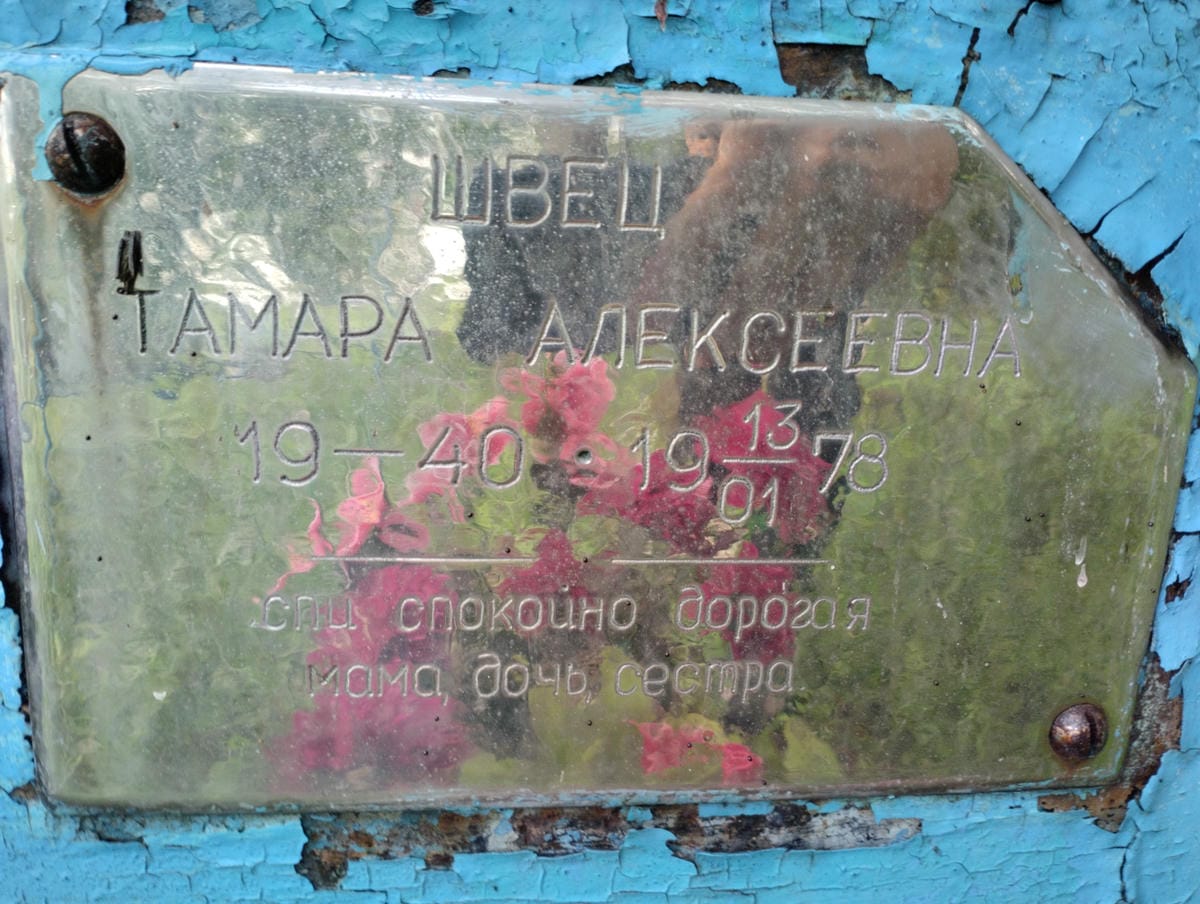 ШВЕЦ
ТАМАРА АЛЕКСЕЕВНА
19—40 · 19 13/01 78
спи спокойно дорогая
мама, дочь, сестра